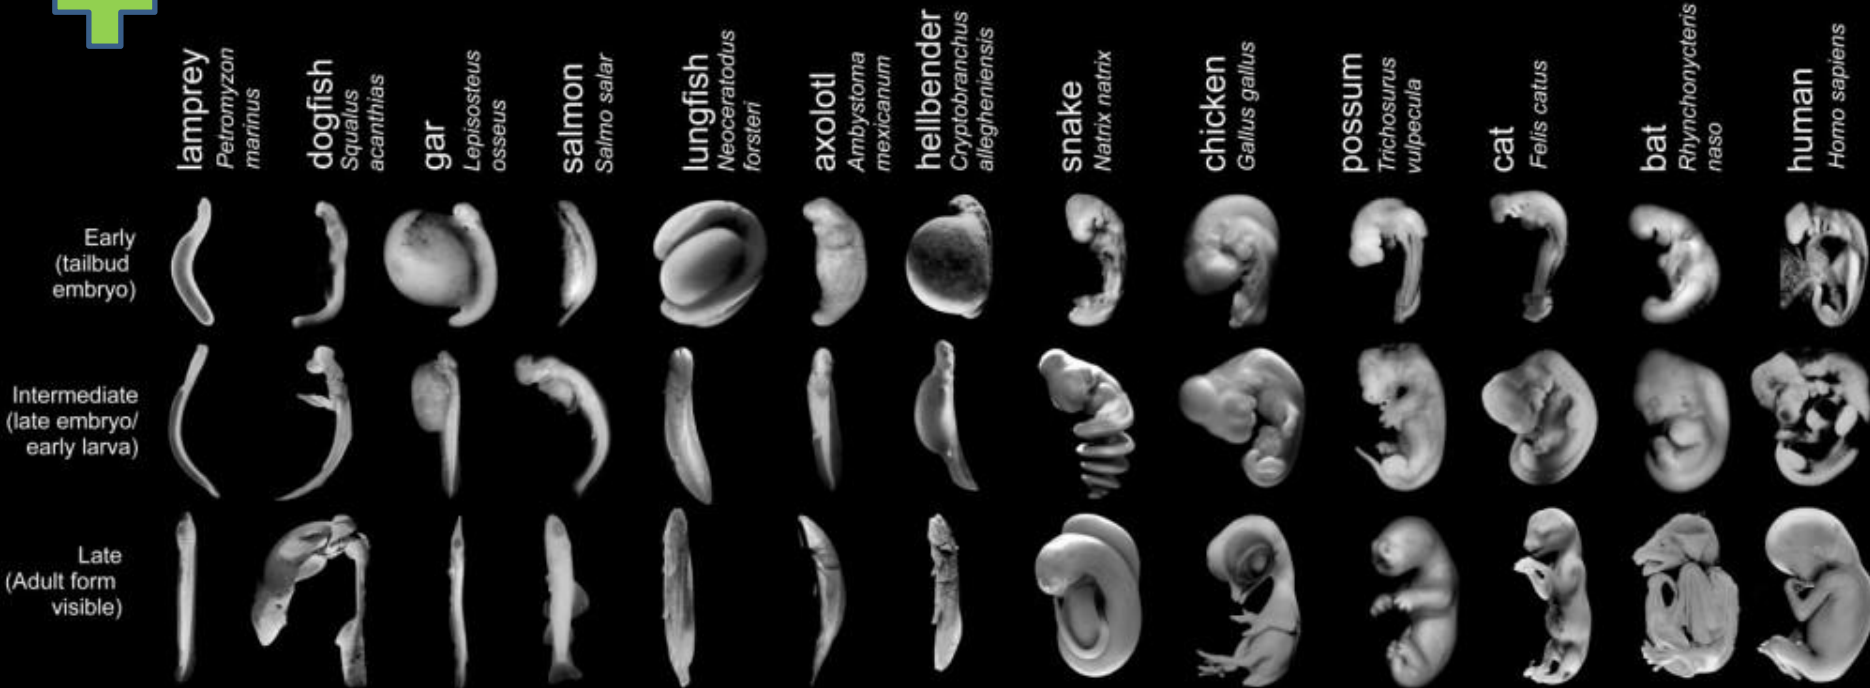 lamprey
Petromyzon
marinus
dogfish
Squalus
acanthias
gar
Lepisosteus
osseus
salmon
Salmo salar
lungfish
Neoceratodus
forsteri
axolotl
Ambystoma
mexicanum
hellbender
Cryptobranchus
allegheniensis
snake
Natrix natrix
chicken
Gallus gallus
possum
Trichosurus
vulpecula
cat
Felis catus
bat
Rhynchonycteris
naso
human
Homo sapiens
Early
(tailbud
embryo)
Intermediate
(late embryo/
early larva)
Late
(Adult form
visible)